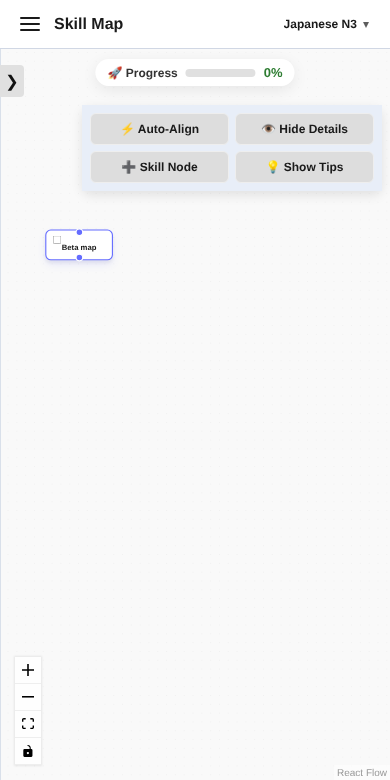 Skill Map
Japanese N3 ▼
❯
🚀 Progress 0%
⚡ Auto-Align
👁️ Hide Details
➕ Skill Node
💡 Show Tips
Beta map
React Flow